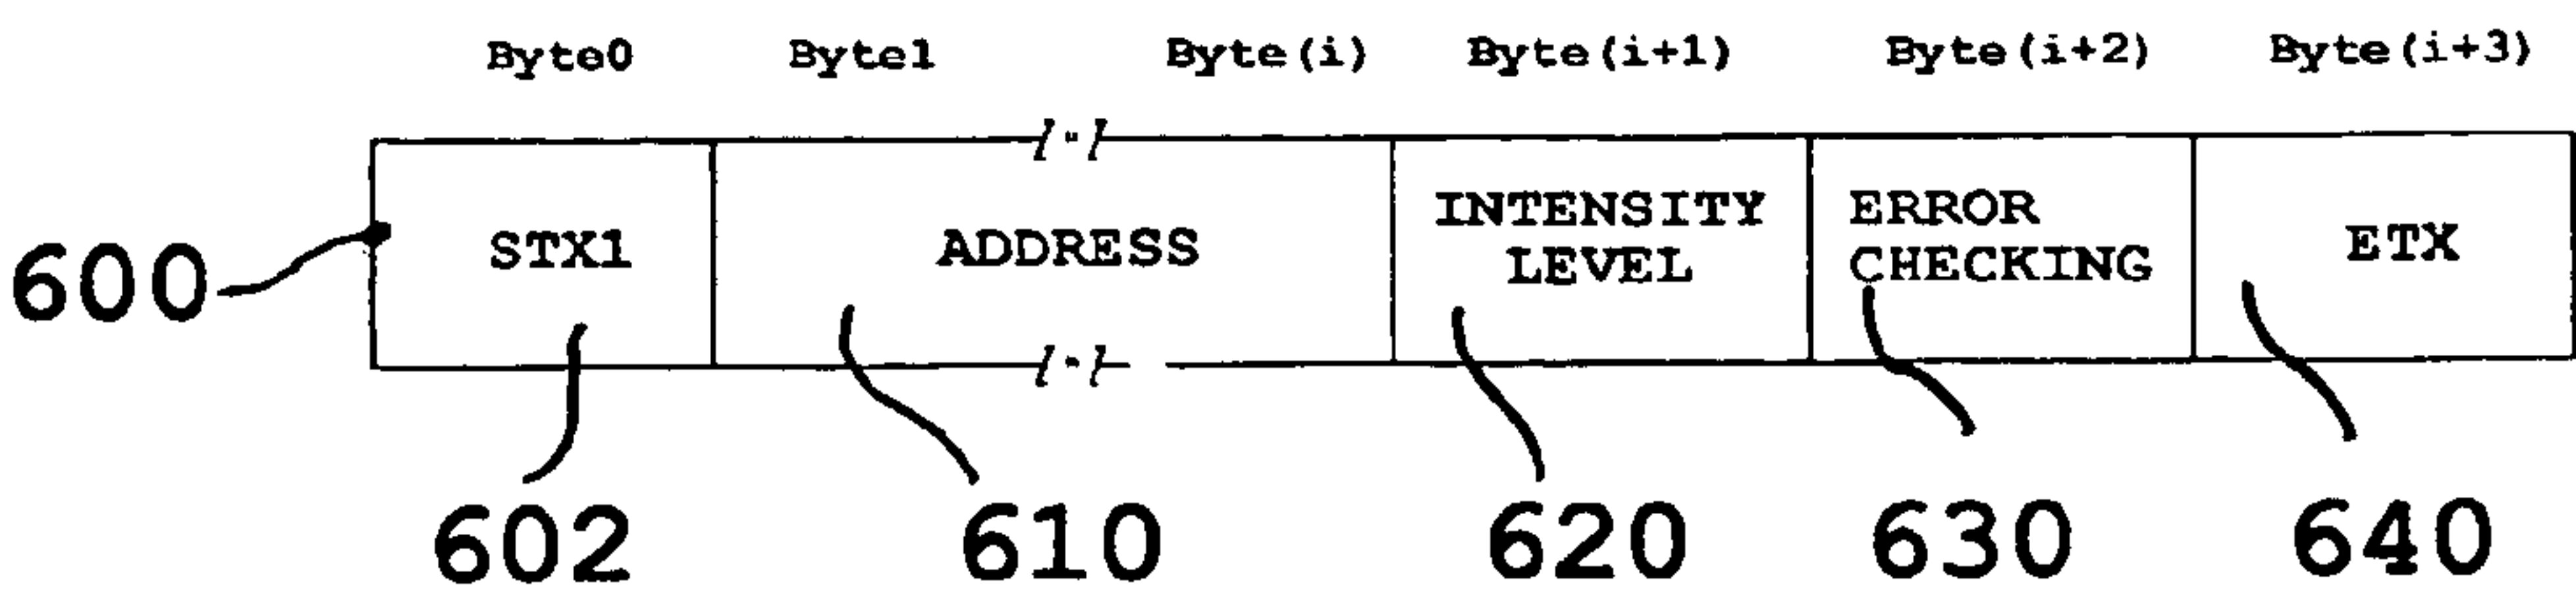 Byte0 Byte1 Byte(i) Byte(i+1) Byte(i+2) Byte(i+3)
STX1 ADDRESS INTENSITY LEVEL ERROR CHECKING ETX
600
602 610 620 630 640